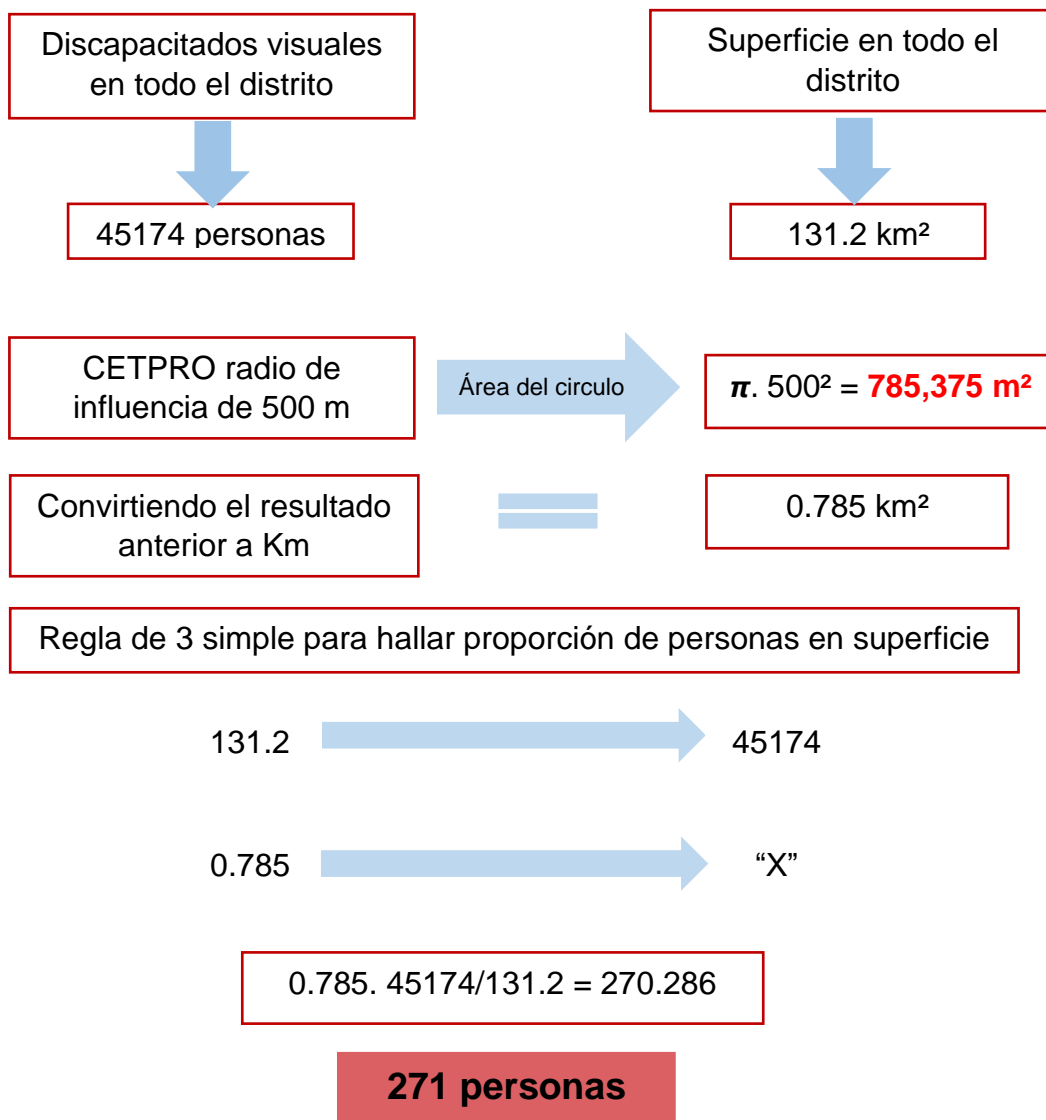 Discapacitados visuales
en todo el distrito
Superficie en todo el
distrito
45174 personas
131.2 km²
CETPRO radio de
influencia de 500 m
Área del circulo
𝝅. 500² = 785,375 m²
Convirtiendo el resultado
anterior a Km
0.785 km²
Regla de 3 simple para hallar proporción de personas en superficie
131.2
45174
0.785
“X”
0.785. 45174/131.2 = 270.286
271 personas